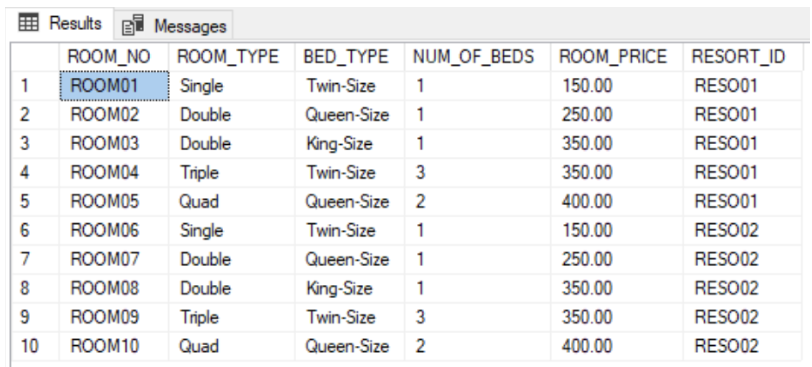 Results Messages
ROOM_NO ROOM_TYPE BED_TYPE NUM_OF_BEDS ROOM_PRICE RESORT_ID
1 ROOM01 Single Twin-Size 1 150.00 RESO01
2 ROOM02 Double Queen-Size 1 250.00 RESO01
3 ROOM03 Double King-Size 1 350.00 RESO01
4 ROOM04 Triple Twin-Size 3 350.00 RESO01
5 ROOM05 Quad Queen-Size 2 400.00 RESO01
6 ROOM06 Single Twin-Size 1 150.00 RESO02
7 ROOM07 Double Queen-Size 1 250.00 RESO02
8 ROOM08 Double King-Size 1 350.00 RESO02
9 ROOM09 Triple Twin-Size 3 350.00 RESO02
10 ROOM10 Quad Queen-Size 2 400.00 RESO02